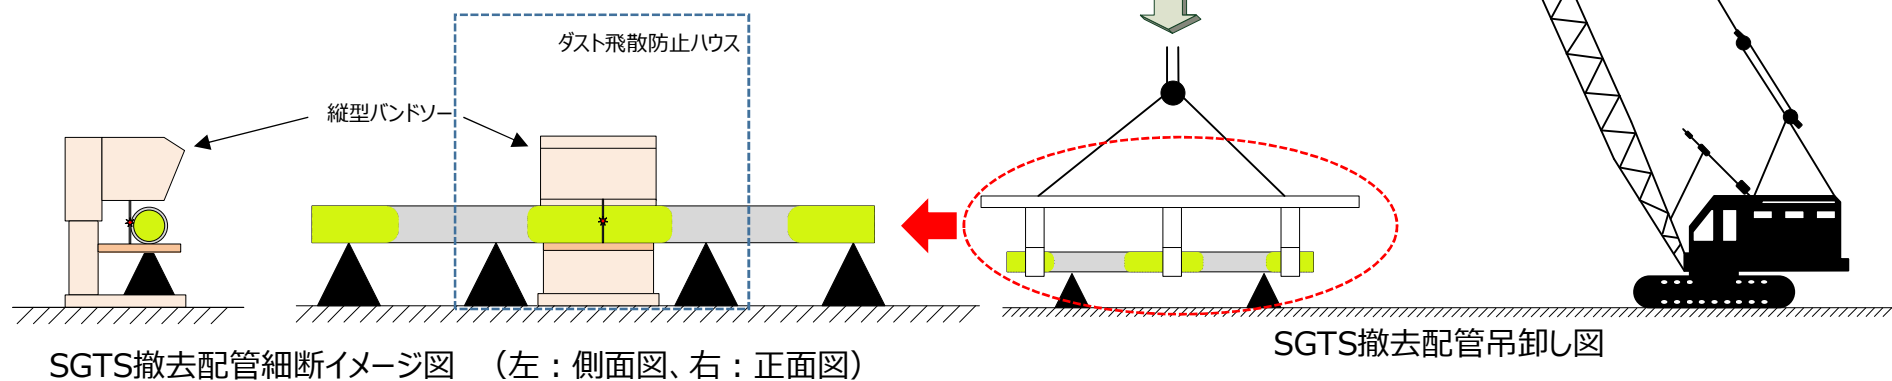 ダスト飛散防止ハウス
縦型バンドソー
SGTS撤去配管細断イメージ図 （左：側面図、右：正面図）
SGTS撤去配管吊卸し図